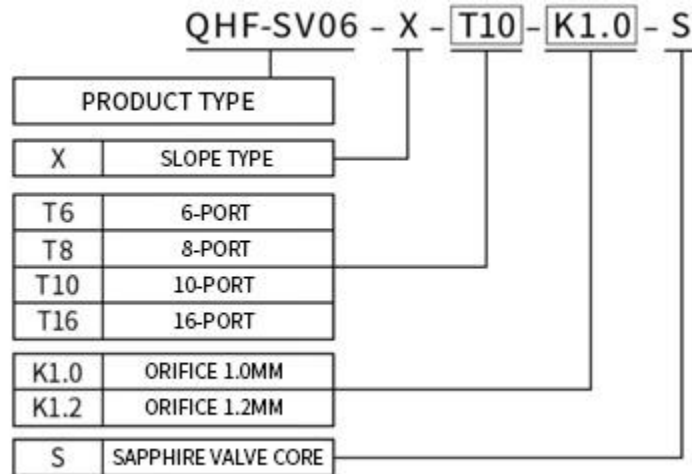 QHF-SV06 - X - T10 - K1.0 - S
PRODUCT TYPE
X SLOPE TYPE
T6 6-PORT
T8 8-PORT
T10 10-PORT
T16 16-PORT
K1.0 ORIFICE 1.0MM
K1.2 ORIFICE 1.2MM
S SAPPHIRE VALVE CORE